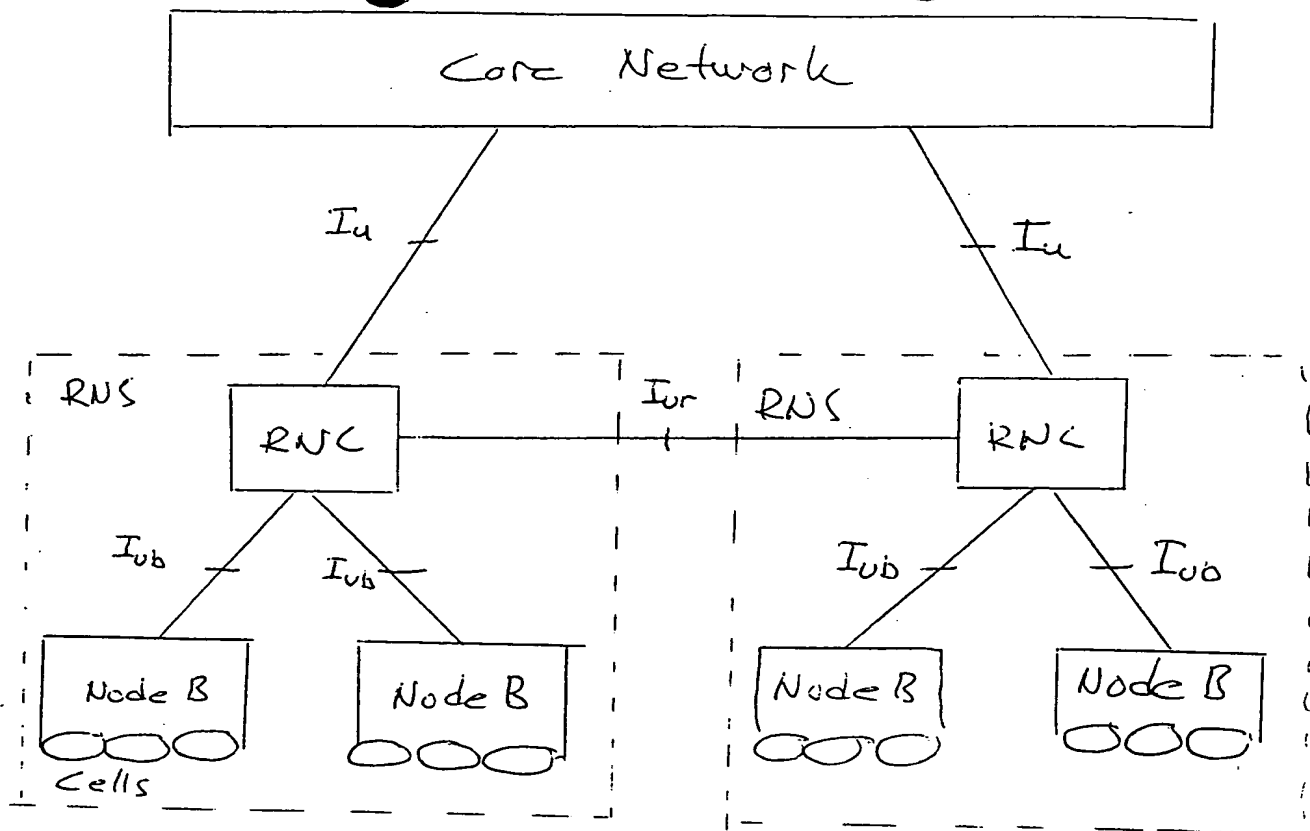 Core Network
Iu
Iu
RNS
RNC
Iur
RNS
RNC
Iub
Iub
Iub
Iub
Node B
Node B
Node B
Node B
Cells